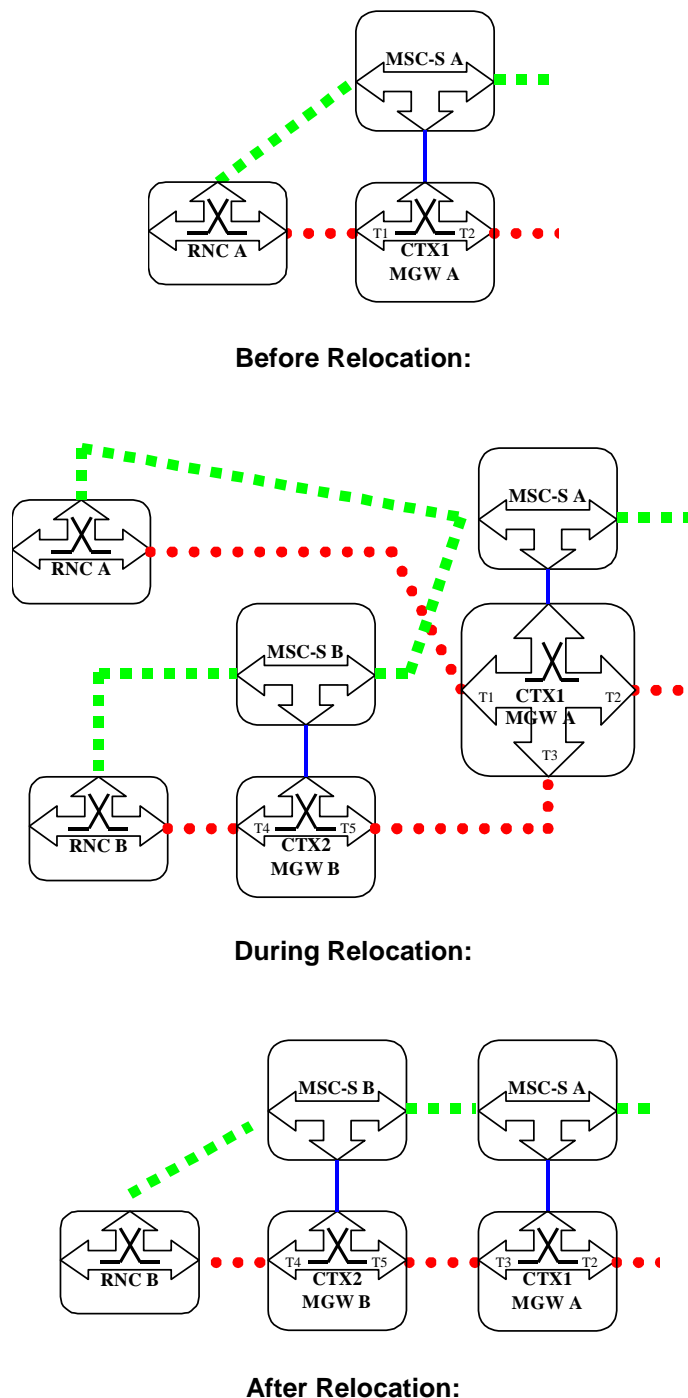 MSC-S A
T1
T2
RNC A
CTX1
MGW A
Before Relocation:
MSC-S A
RNC A
MSC-S B
CTX1
T1
T2
MGW A
T3
T4
T5
RNC B
CTX2
MGW B
During Relocation:
MSC-S B
MSC-S A
T4
T5
T3
T2
RNC B
CTX2
CTX1
MGW B
MGW A
After Relocation: